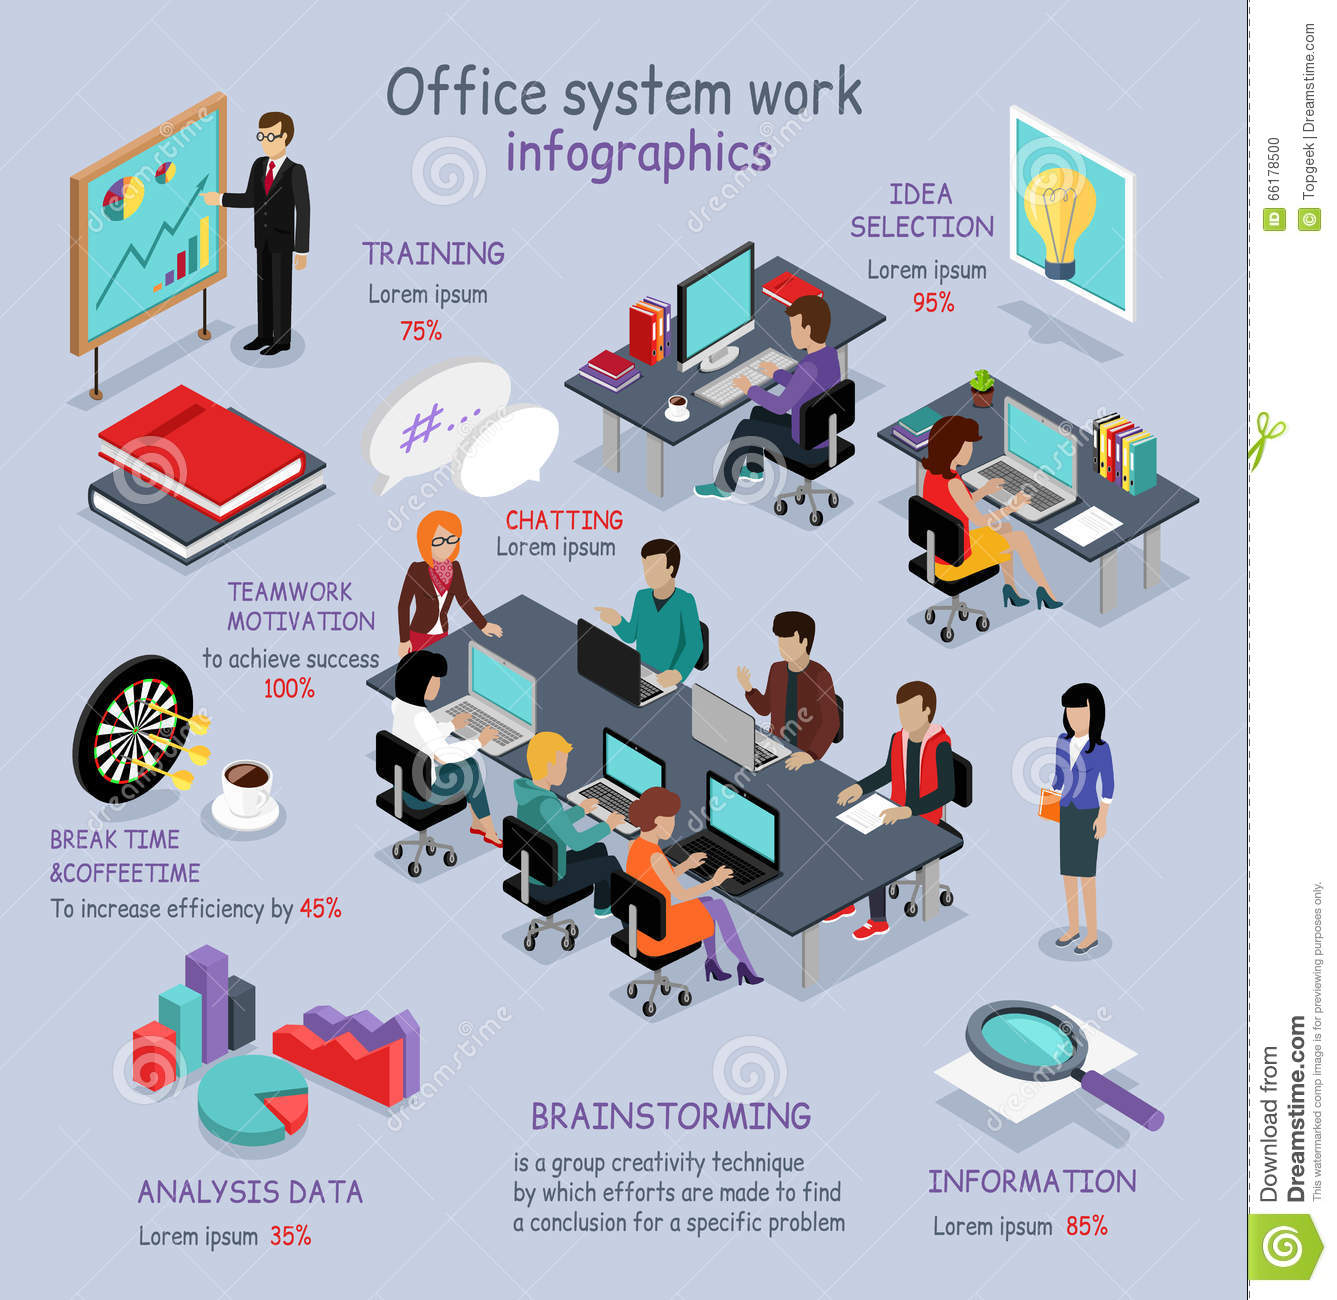 Office system work
infographics
TRAINING
Lorem ipsum
75%
IDEA
SELECTION
Lorem ipsum
95%
#...
CHATTING
Lorem ipsum
TEAMWORK
MOTIVATION
to achieve success
100%
BREAK TIME
&COFFEETIME
To increase efficiency by 45%
ANALYSIS DATA
Lorem ipsum 35%
BRAINSTORMING
is a group creativity technique
by which efforts are made to find
a conclusion for a specific problem
INFORMATION
Lorem ipsum 85%
dreamstime
ID 66178500
© Topgeek | Dreamstime.com
Download from
Dreamstime.com
This watermarked comp image is for previewing purposes only.